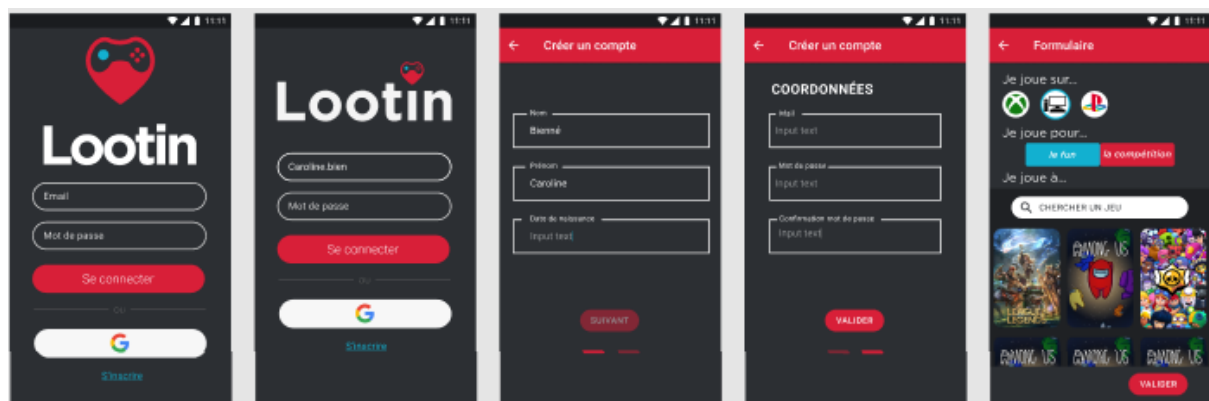 11:11
Lootin
Email
Mot de passe
Se connecter
OU
S'inscrire
11:11
Lootin
Caroline.bien
Mot de passe
Se connecter
OU
S'inscrire
11:11
Créer un compte
Nom
Bienné
Prénom
Caroline
Date de naissance
Input text
SUIVANT
11:11
Créer un compte
COORDONNÉES
Mail
Input text
Mot de passe
Input text
Confirmation mot de passe
Input text
VALIDER
11:11
Formulaire
Je joue sur...
Je joue pour...
le fun
la compétition
Je joue à...
CHERCHER UN JEU
LEAGUE
LEGENDS
AMONG US
AMONG US
AMONG US
AMONG US
VALIDER